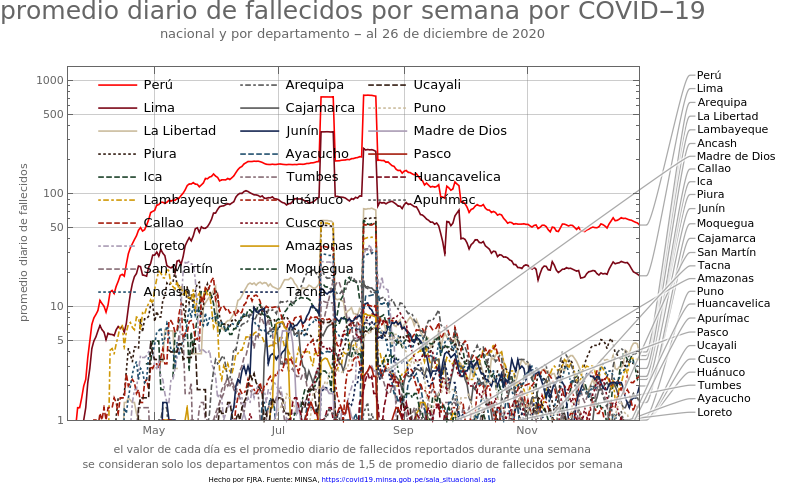 promedio diario de fallecidos por semana por COVID−19
nacional y por departamento − al 26 de diciembre de 2020
promedio diario de fallecidos
1000
500
100
50
10
5
1
May
Jul
Sep
Nov
Perú
Lima
La Libertad
Piura
Ica
Lambayeque
Callao
Loreto
San Martín
Ancash
Arequipa
Cajamarca
Junín
Ayacucho
Tumbes
Huánuco
Cusco
Amazonas
Moquegua
Tacna
Ucayali
Puno
Madre de Dios
Pasco
Huancavelica
Apurímac
Perú
Lima
Arequipa
La Libertad
Lambayeque
Ancash
Madre de Dios
Callao
Ica
Piura
Junín
Moquegua
Cajamarca
San Martín
Tacna
Amazonas
Puno
Huancavelica
Apurímac
Pasco
Ucayali
Cusco
Huánuco
Tumbes
Ayacucho
Loreto
el valor de cada día es el promedio diario de fallecidos reportados durante una semana
se consideran solo los departamentos con más de 1,5 de promedio diario de fallecidos por semana
Hecho por FJRA. Fuente: MINSA, https://covid19.minsa.gob.pe/sala_situacional.asp